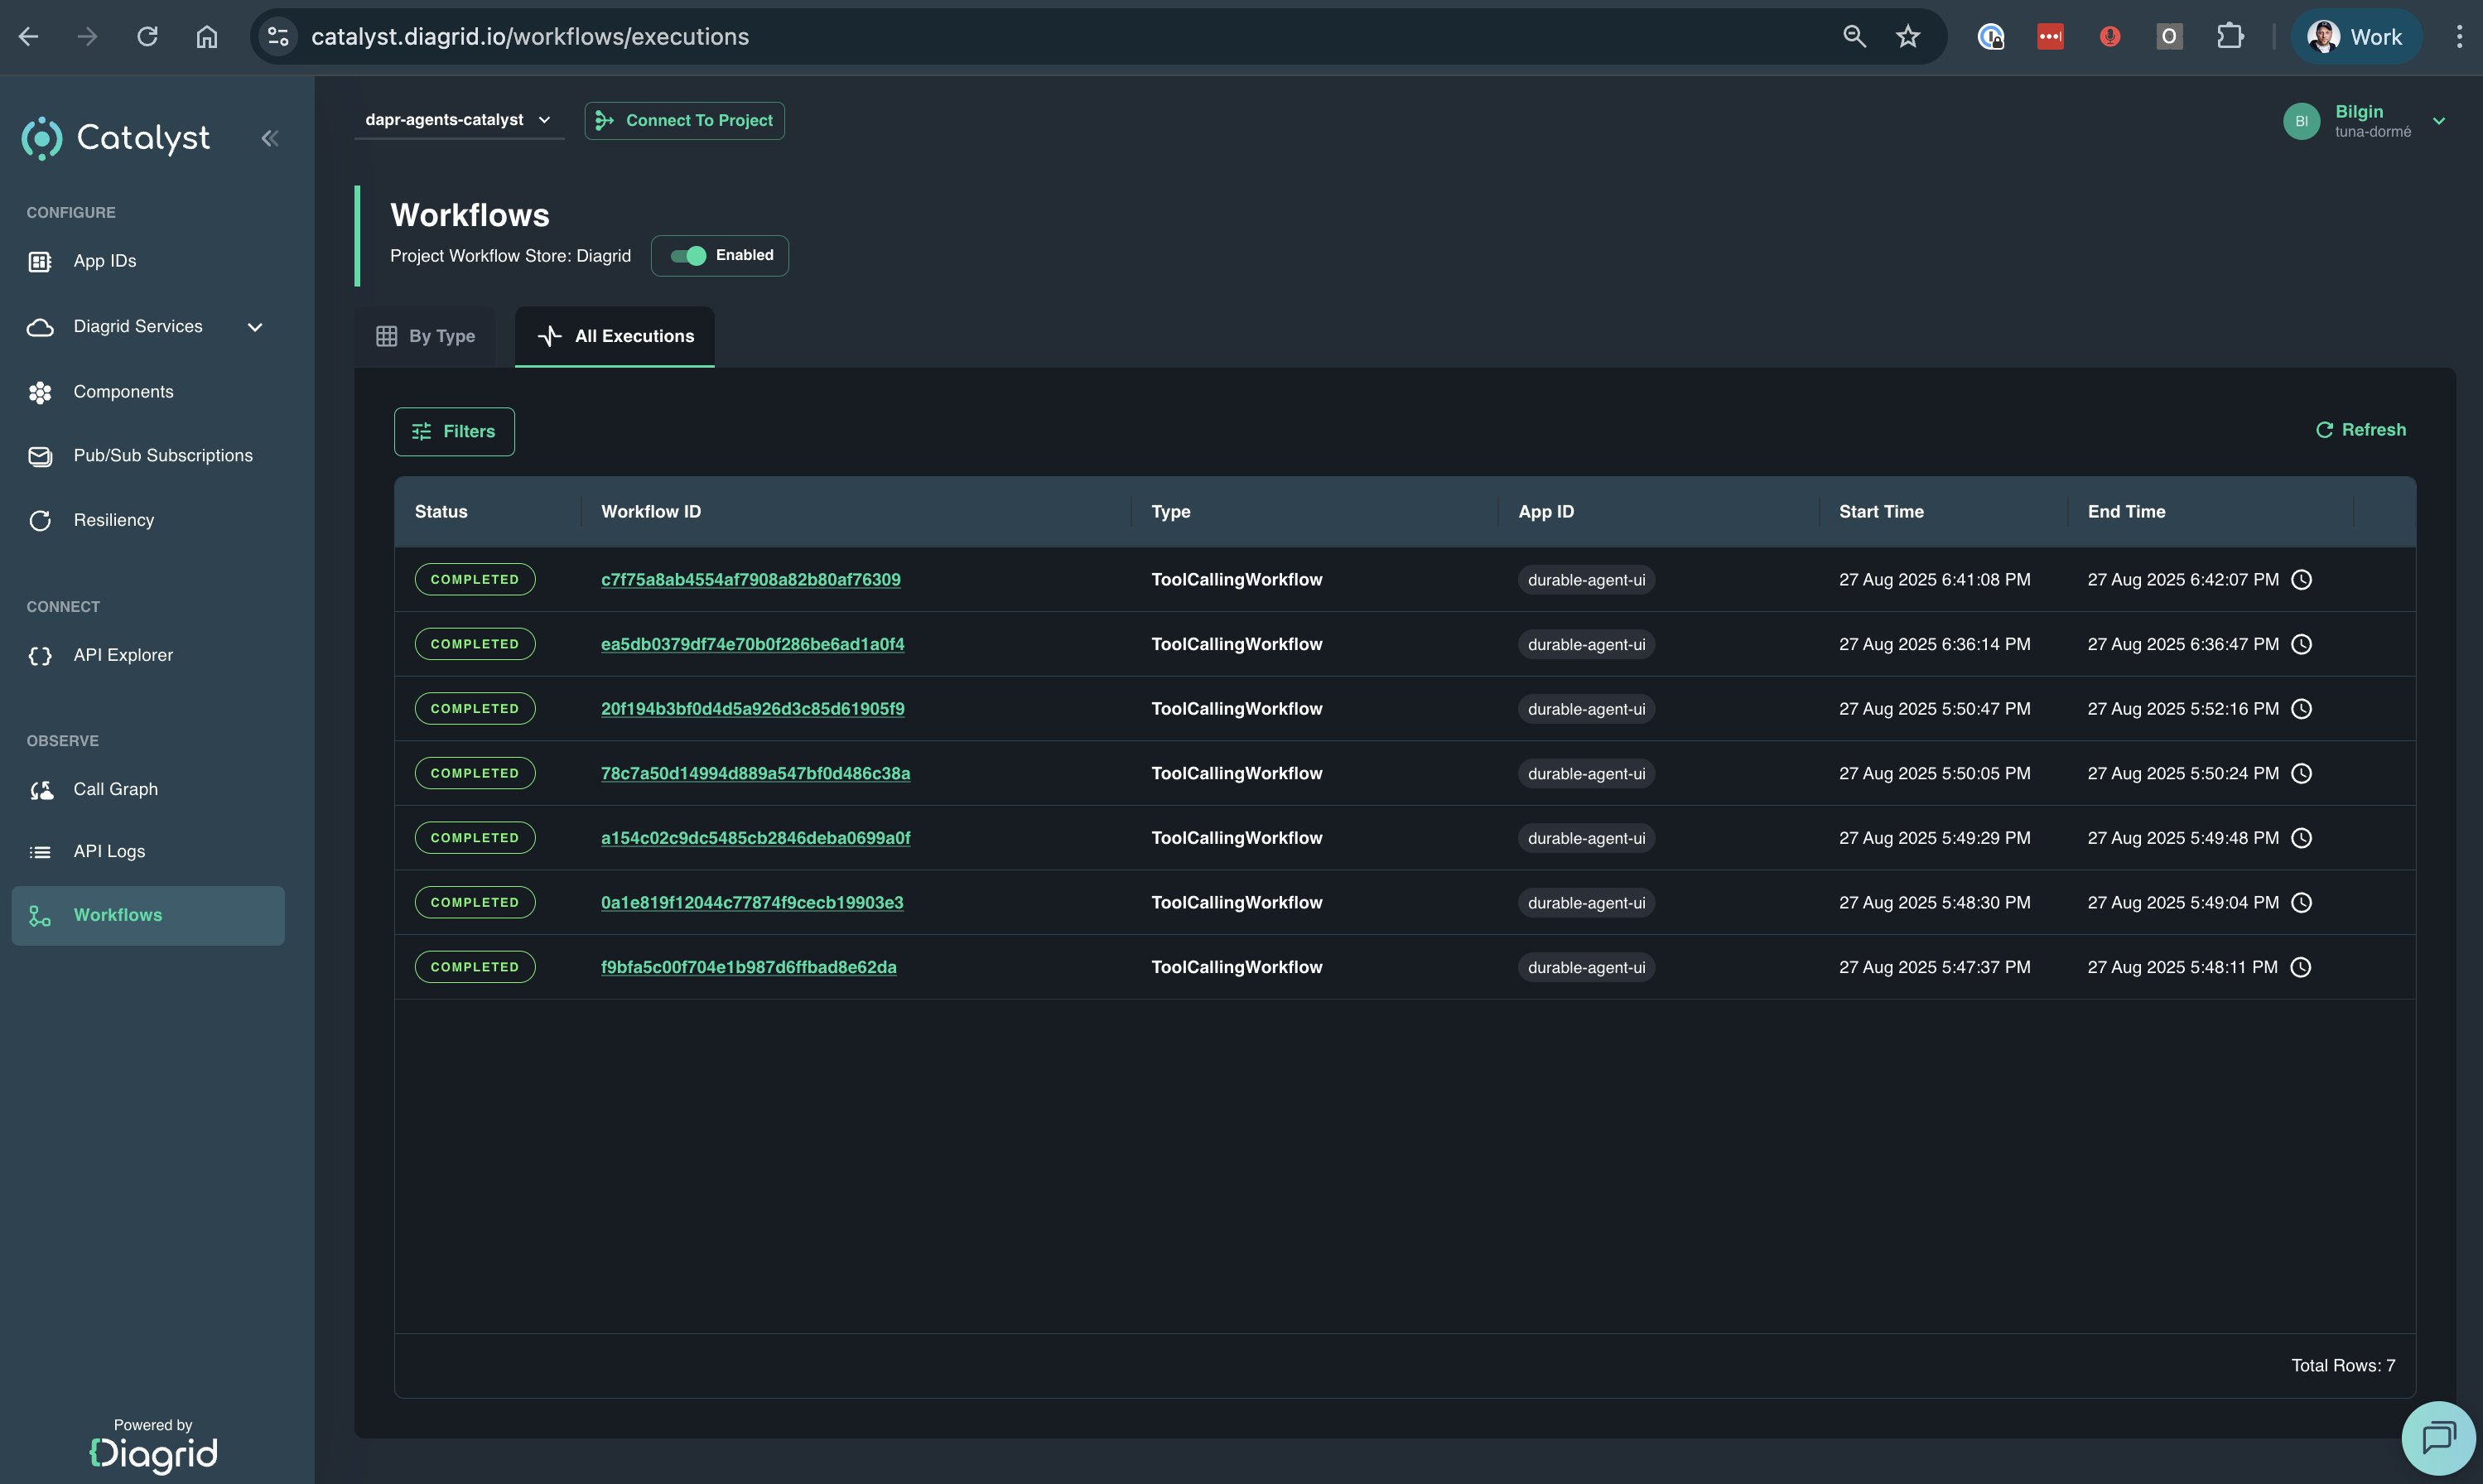 catalyst.diagrid.io/workflows/executions
O
Work
Catalyst
dapr-agents-catalyst
Connect To Project
BI
Bilgin
tuna-dormé
CONFIGURE
App IDs
Diagrid Services
Components
Pub/Sub Subscriptions
Resiliency
CONNECT
API Explorer
OBSERVE
Call Graph
API Logs
Workflows
Powered by
Diagrid
Workflows
Project Workflow Store: Diagrid Enabled
By Type All Executions
Filters Refresh
Status Workflow ID Type App ID Start Time End Time
COMPLETED c7f75a8ab4554af7908a82b80af76309 ToolCallingWorkflow durable-agent-ui 27 Aug 2025 6:41:08 PM 27 Aug 2025 6:42:07 PM
COMPLETED ea5db0379df74e70b0f286be6ad1a0f4 ToolCallingWorkflow durable-agent-ui 27 Aug 2025 6:36:14 PM 27 Aug 2025 6:36:47 PM
COMPLETED 20f194b3bf0d4d5a926d3c85d61905f9 ToolCallingWorkflow durable-agent-ui 27 Aug 2025 5:50:47 PM 27 Aug 2025 5:52:16 PM
COMPLETED 78c7a50d14994d889a547bf0d486c38a ToolCallingWorkflow durable-agent-ui 27 Aug 2025 5:50:05 PM 27 Aug 2025 5:50:24 PM
COMPLETED a154c02c9dc5485cb2846deba0699a0f ToolCallingWorkflow durable-agent-ui 27 Aug 2025 5:49:29 PM 27 Aug 2025 5:49:48 PM
COMPLETED 0a1e819f12044c77874f9cecb19903e3 ToolCallingWorkflow durable-agent-ui 27 Aug 2025 5:48:30 PM 27 Aug 2025 5:49:04 PM
COMPLETED f9bfa5c00f704e1b987d6ffbad8e62da ToolCallingWorkflow durable-agent-ui 27 Aug 2025 5:47:37 PM 27 Aug 2025 5:48:11 PM
Total Rows: 7